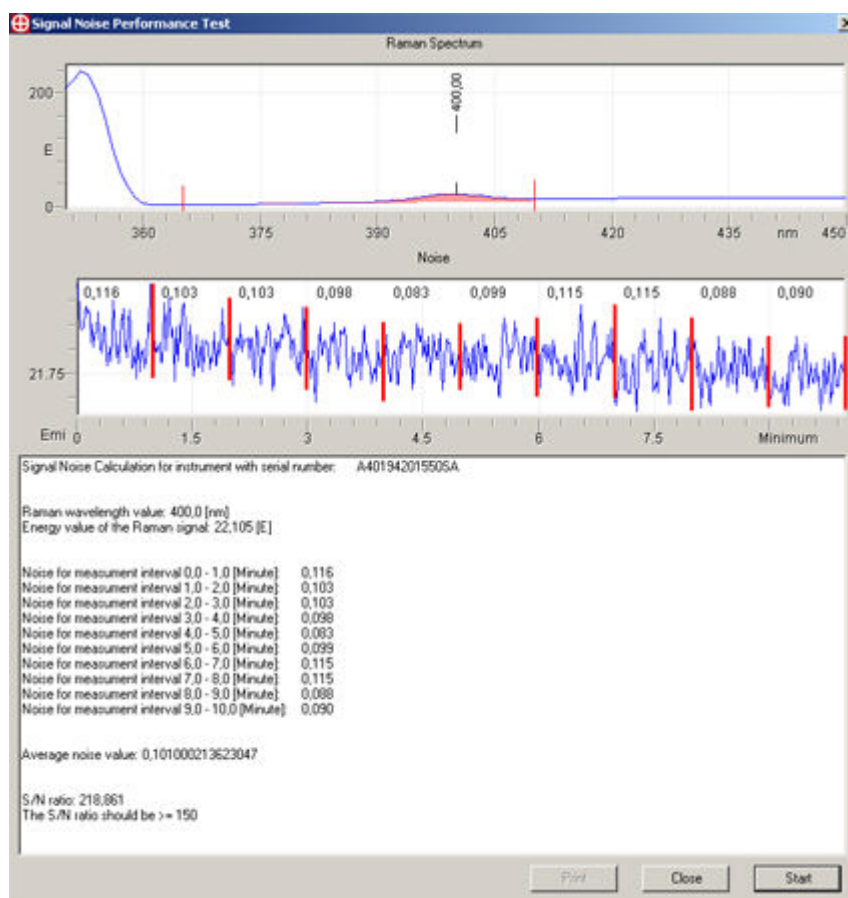 Signal Noise Performance Test
Raman Spectrum
400,00
200
E
0
360 375 390 405 420 435 nm 450
Noise
0,116 0,103 0,103 0,098 0,083 0,099 0,115 0,115 0,088 0,090
21.75
Emi 0 1.5 3 4.5 6 7.5 Minimum
Signal Noise Calculation for instrument with serial number: A40194201550SA
Raman wavelength value: 400,0 [nm]
Energy value of the Raman signal: 22,105 [E]
Noise for measument interval 0,0 - 1,0 [Minute]: 0,116
Noise for measument interval 1,0 - 2,0 [Minute]: 0,103
Noise for measument interval 2,0 - 3,0 [Minute]: 0,103
Noise for measument interval 3,0 - 4,0 [Minute]: 0,098
Noise for measument interval 4,0 - 5,0 [Minute]: 0,083
Noise for measument interval 5,0 - 6,0 [Minute]: 0,099
Noise for measument interval 6,0 - 7,0 [Minute]: 0,115
Noise for measument interval 7,0 - 8,0 [Minute]: 0,115
Noise for measument interval 8,0 - 9,0 [Minute]: 0,088
Noise for measument interval 9,0 - 10,0 [Minute]: 0,090
Average noise value: 0,101000213623047
S/N ratio: 218,861
The S/N ratio should be >= 150
Print Close Start